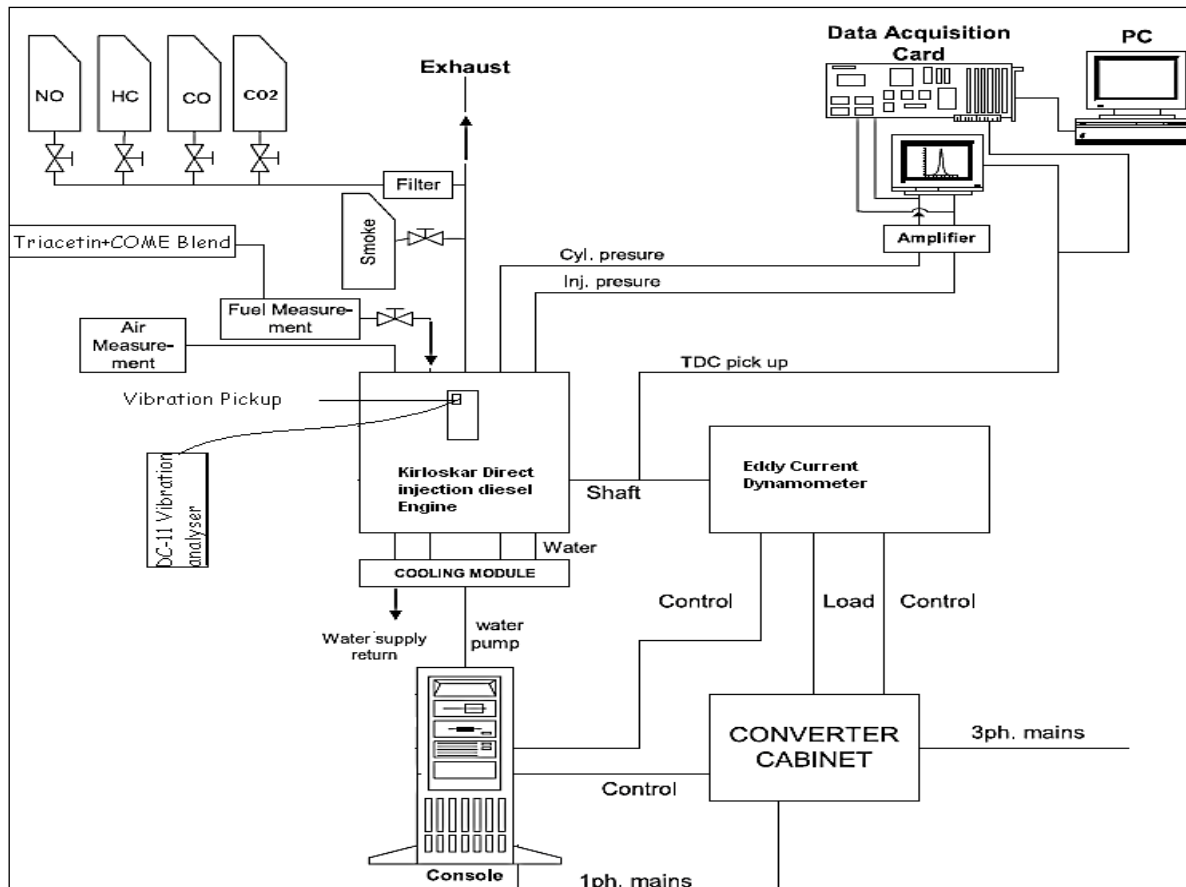 Data Acquisition
Card
PC
Exhaust
NO
HC
CO
CO2
Filter
Triacetin+COME Blend
Smoke
Amplifier
Cyl. presure
Inj. presure
Fuel Measure-
ment
Air
Measure-
ment
TDC pick up
Vibration Pickup
Kirloskar Direct
injection diesel
Engine
Shaft
Eddy Current
Dynamometer
DC-11 Vibration
analyser
Water
COOLING MODULE
Control
Load
Control
Water supply
return
water
pump
CONVERTER
CABINET
3ph. mains
Control
Console
1ph. mains